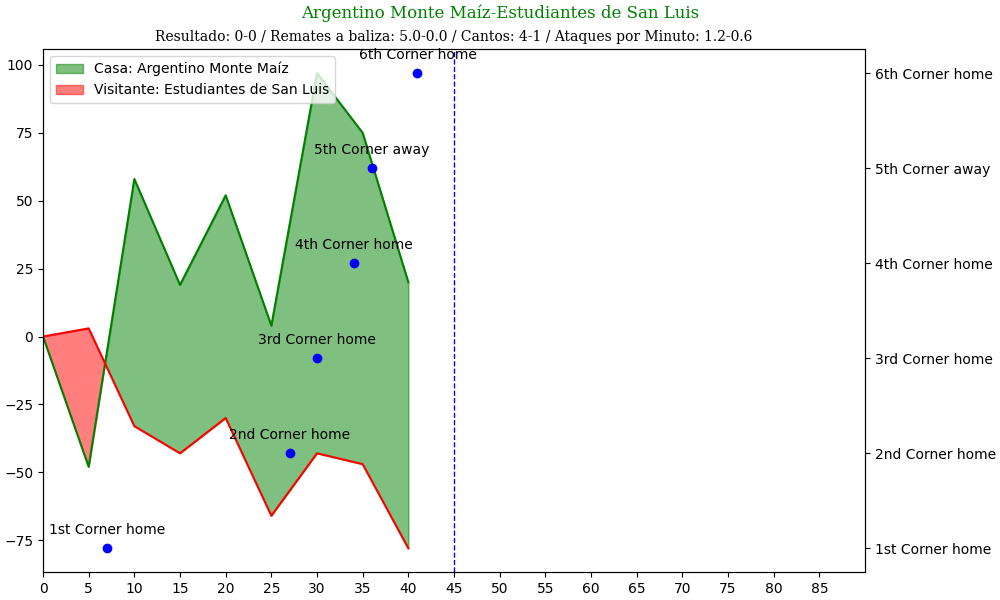 Argentino Monte Maíz-Estudiantes de San Luis
Resultado: 0-0 / Remates a baliza: 5.0-0.0 / Cantos: 4-1 / Ataques por Minuto: 1.2-0.6
Casa: Argentino Monte Maíz
Visitante: Estudiantes de San Luis
100
75
50
25
0
−25
−50
−75
6th Corner home
5th Corner away
4th Corner home
3rd Corner home
2nd Corner home
1st Corner home
6th Corner home
5th Corner away
4th Corner home
3rd Corner home
2nd Corner home
1st Corner home
0 5 10 15 20 25 30 35 40 45 50 55 60 65 70 75 80 85